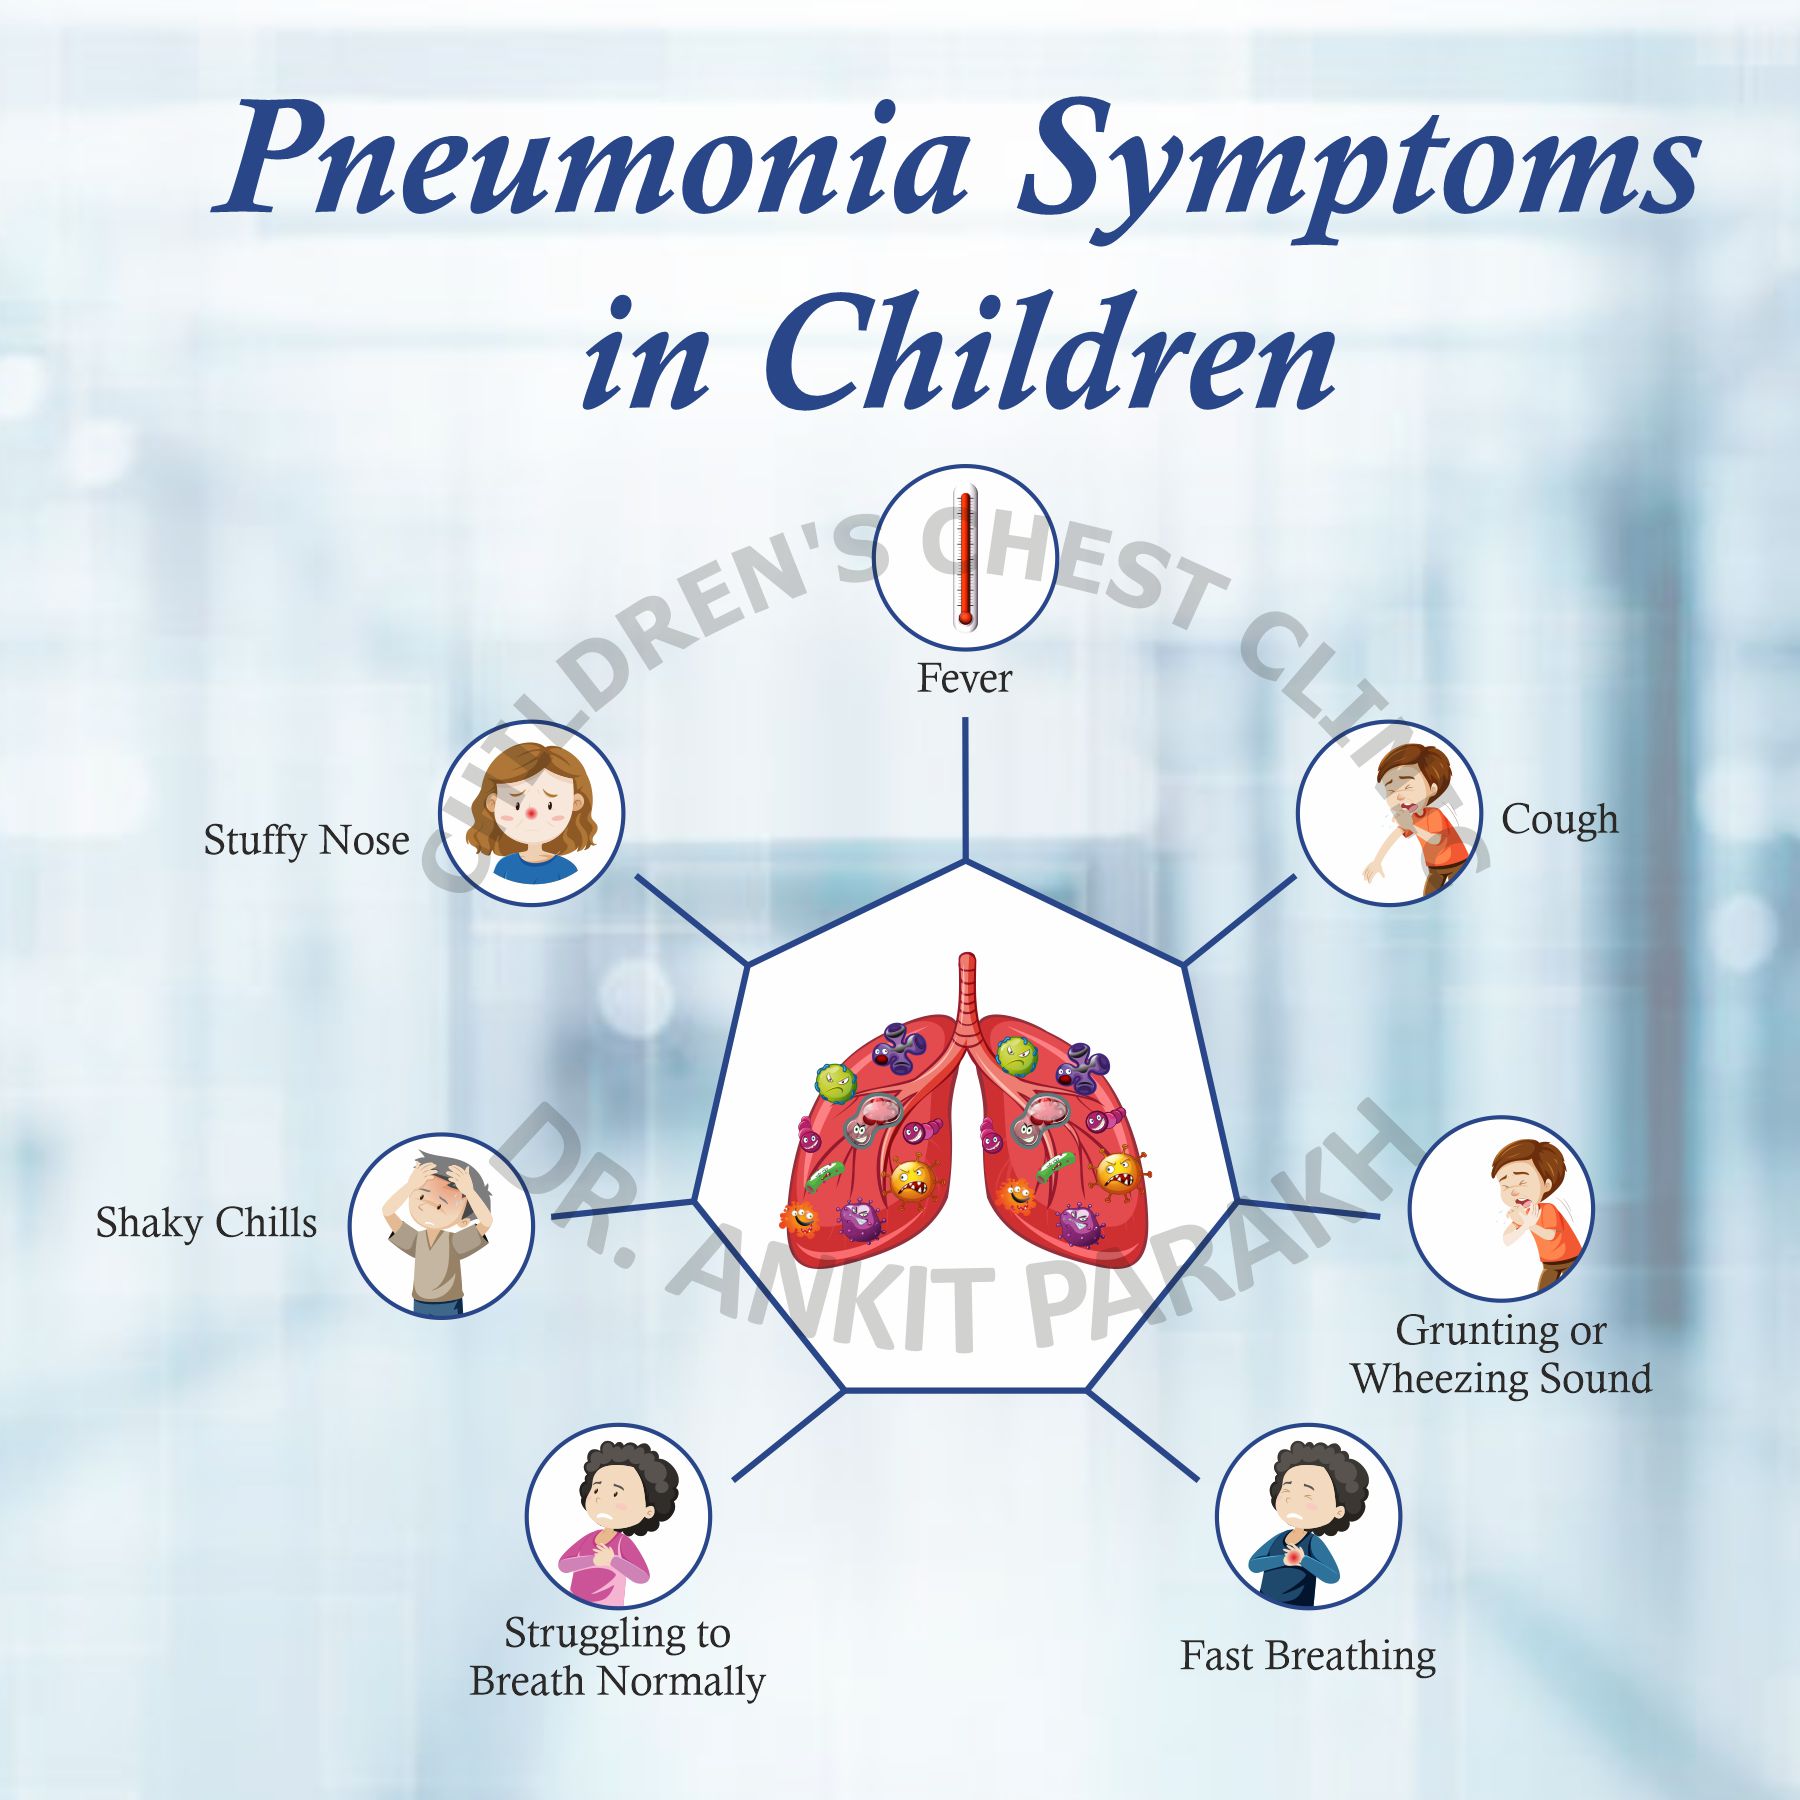 Pneumonia Symptoms
in Children
CHILDREN'S CHEST CLINICS
Fever
Stuffy Nose
Cough
Shaky Chills
DR. ANKIT PARAKH
Grunting or
Wheezing Sound
Struggling to
Breath Normally
Fast Breathing